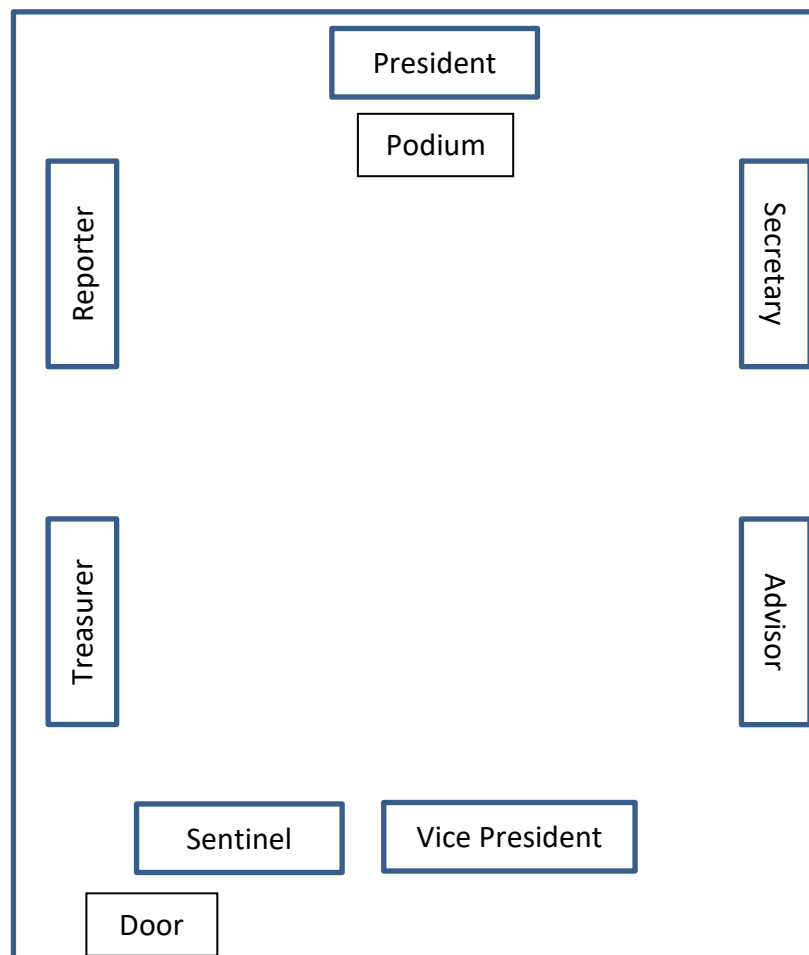 President
Podium
Reporter
Secretary
Treasurer
Advisor
Sentinel
Vice President
Door